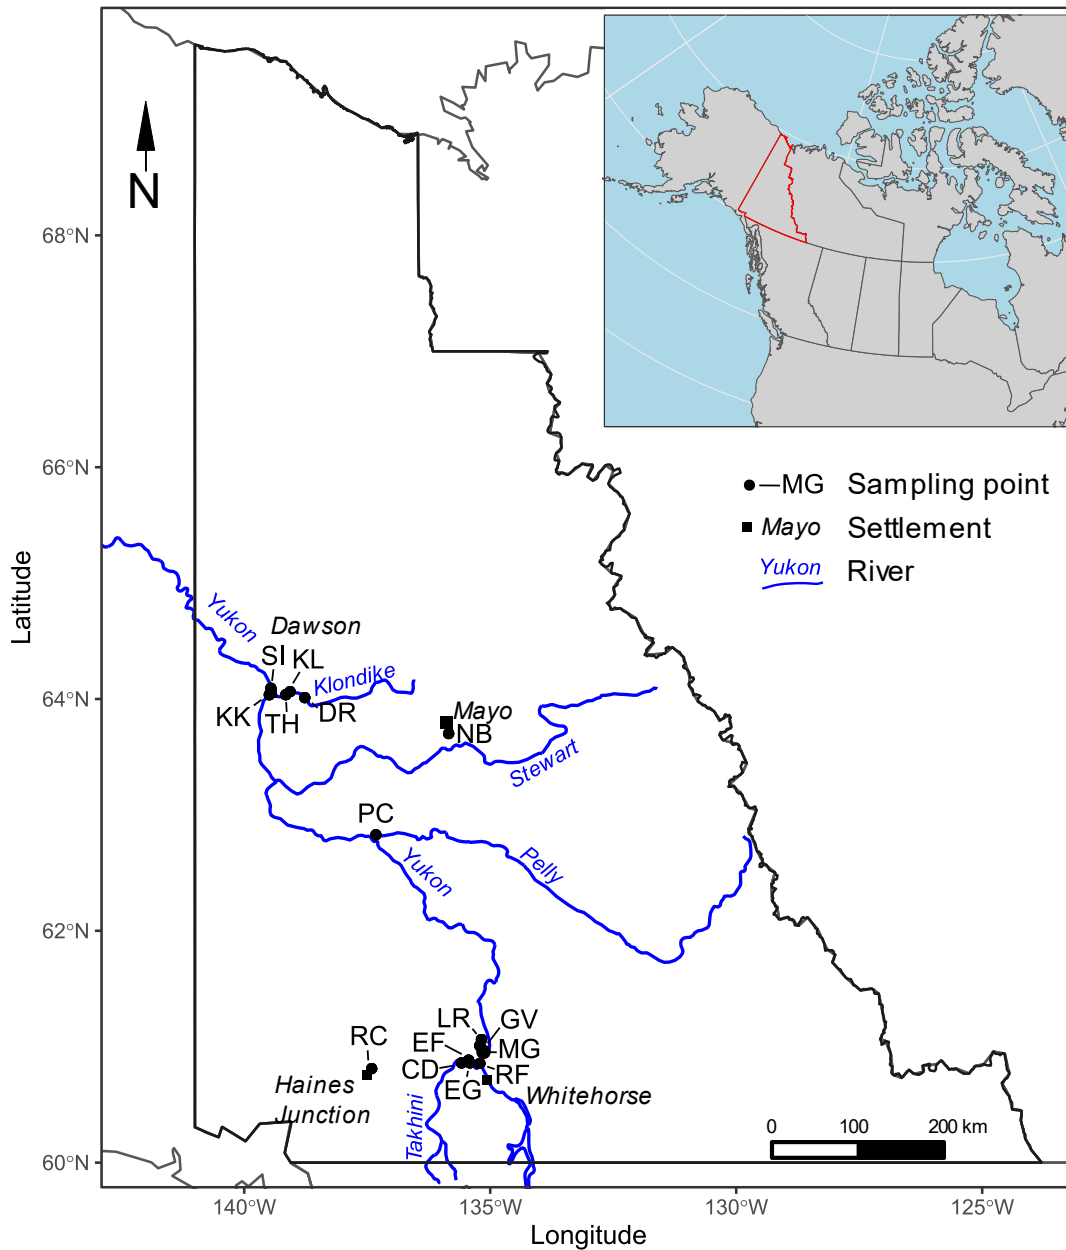 N
68°N
66°N
64°N
62°N
60°N
Latitude
MG Sampling point
Mayo Settlement
Yukon River
Yukon
Dawson
SI
KL
Klondike
KK
TH
DR
Mayo
NB
Stewart
PC
Yukon
Pelly
LR
GV
RC
EF
MG
CD
EG
RF
Haines
Junction
Whitehorse
Takhini
0 100 200 km
140°W 135°W 130°W 125°W
Longitude